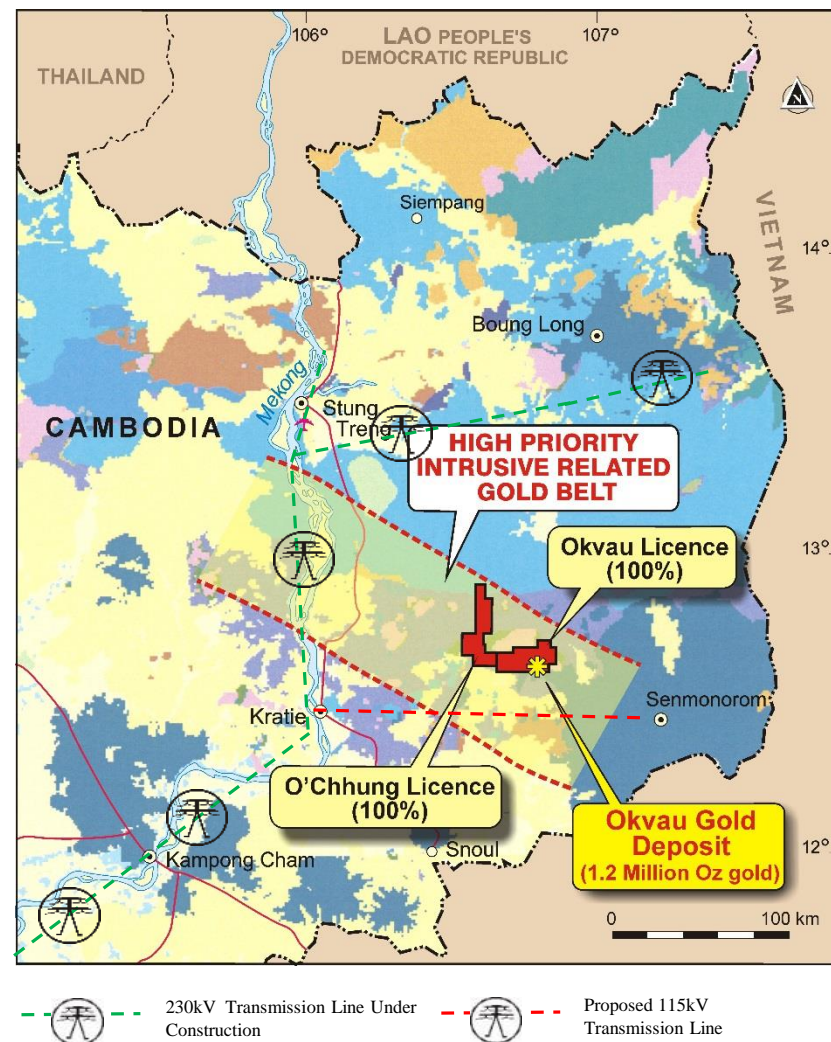 106°
107°
LAO PEOPLE'S
DEMOCRATIC REPUBLIC
THAILAND
N
Siempang
VIETNAM
14°
Boung Long
Mekong
Stung
Treng
CAMBODIA
HIGH PRIORITY
INTRUSIVE RELATED
GOLD BELT
13°
Okvau Licence
(100%)
Senmonorom
Kratie
O'Chhung Licence
(100%)
Okvau Gold
Deposit
(1.2 Million Oz gold)
12°
Snoul
Kampong Cham
0
100 km
230kV Transmission Line Under
Construction
Proposed 115kV
Transmission Line